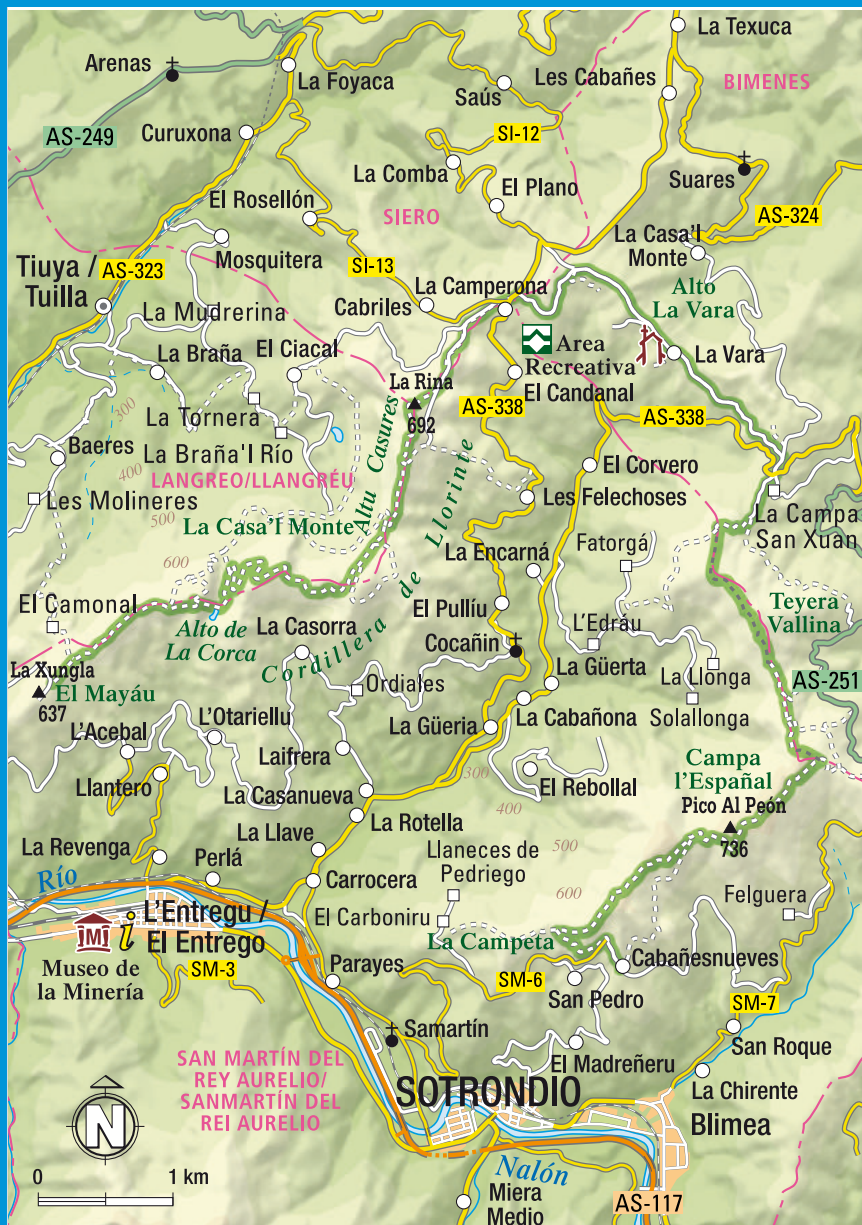 La Texuca
Arenas
La Foyaca
Les Cabañes
Saús
BIMENES
AS-249
Curuxona
SI-12
La Comba
Suares
El Plano
El Rosellón
SIERO
AS-324
La Casa'l
Monte
Mosquitera
Tiuya /
Tuilla
AS-323
SI-13
La Camperona
Alto
La Vara
La Mudrerina
Cabriles
Area
Recreativa
La Vara
La Braña
El Ciacal
La Rina
692
El Candanal
AS-338
AS-338
300
La Tornera
Altu Casures
Baeres
La Braña'l Río
El Corvero
400
LANGREO/LLANGRÉU
Les Molineres
Les Felechoses
500
La Casa'l Monte
La Campa
San Xuan
600
La Encarná
Fatorgá
Cordillera de Llorinte
El Camonal
El Pulliu
Teyera
Vallina
Alto de
La Corca
La Casorra
Cocañin
L'Edráu
La Xungla
637
El Mayáu
Ordiales
La Güerta
La Llonga
AS-251
L'Acebal
L'Otariellu
La Güeria
La Cabañona
Solallonga
Laifrera
Llantero
300
El Rebollal
Campa
l'Españal
La Casanueva
400
Pico Al Peón
736
La Rotella
La Llave
500
La Revenga
Perlá
Llaneces de
Pedriego
Río
Carrocera
600
Felguera
L'Entregu /
El Entrego
El Carboniru
M
i
La Campeta
Museo de
la Minería
SM-3
Parayes
Cabañesnueves
SM-6
San Pedro
SM-7
Samartín
San Roque
SAN MARTÍN DEL
REY AURELIO/
SANMARTÍN DEL
REI AURELIO
El Madreñeru
SOTRONDIO
La Chirente
N
Blimea
0 1 km
Nalón
Miera
Medio
AS-117